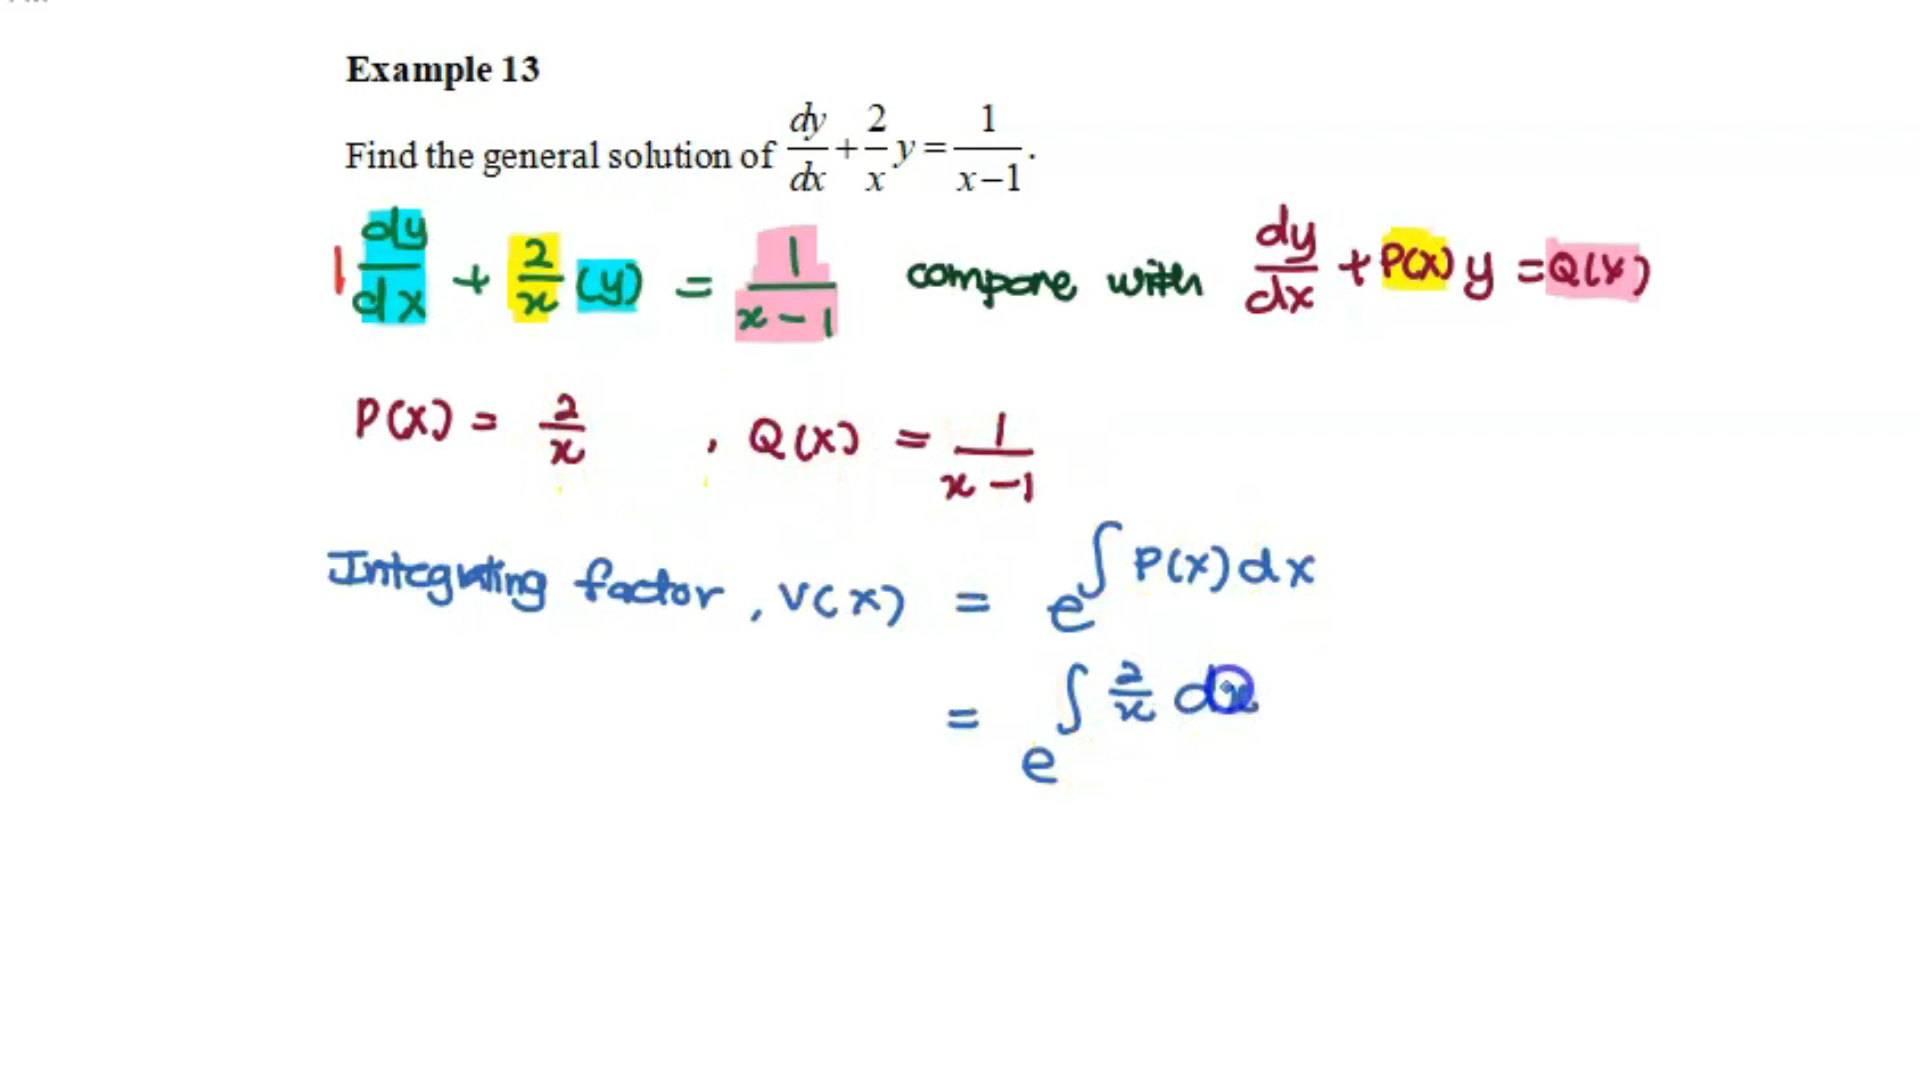 Example 13
Find the general solution of dy/dx + 2/x y = 1/(x−1).
1 dy/dx + 2/x (y) = 1/(x−1) compare with dy/dx + P(x) y = Q(x)
P(x) = 2/x , Q(x) = 1/(x−1)
Integrating factor, V(x) = e^∫P(x)dx
= e^∫ 2/x dx